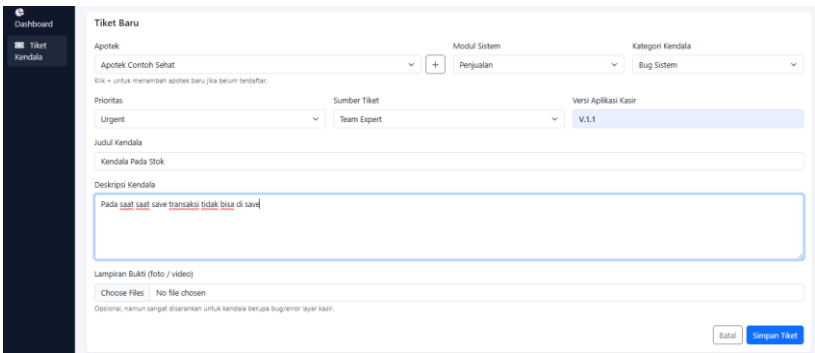 Dashboard
Tiket Kendala
Tiket Baru
Apotek
Modul Sistem
Kategori Kendala
Apotek Contoh Sehat
+
Penjualan
Bug Sistem
Klik + untuk menambah apotek baru jika belum terdaftar.
Prioritas
Sumber Tiket
Versi Aplikasi Kasir
Urgent
Team Expert
V.1.1
Judul Kendala
Kendala Pada Stok
Deskripsi Kendala
Pada saat saat save transaksi tidak bisa di save
Lampiran Bukti (foto / video)
Choose Files No file chosen
Opsional, namun sangat disarankan untuk kendala berupa bug/error layar kasir.
Batal
Simpan Tiket